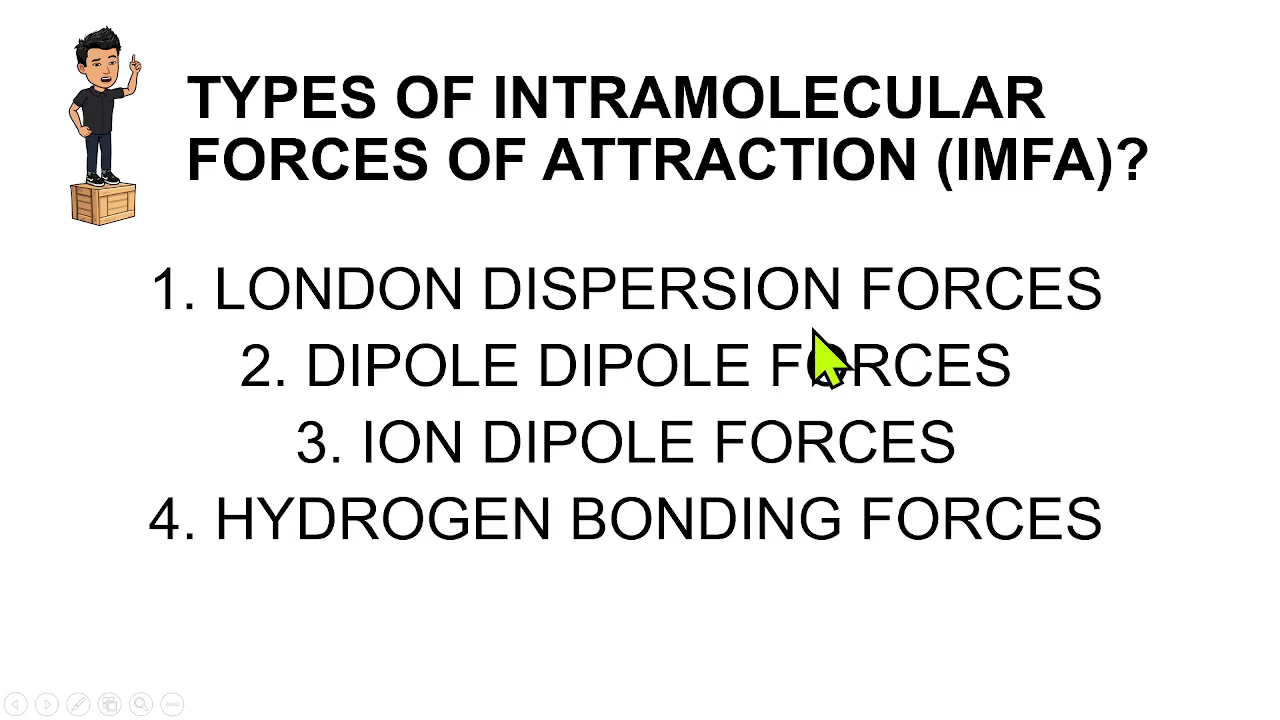 TYPES OF INTRAMOLECULAR
FORCES OF ATTRACTION (IMFA)?
1. LONDON DISPERSION FORCES
2. DIPOLE DIPOLE FORCES
3. ION DIPOLE FORCES
4. HYDROGEN BONDING FORCES